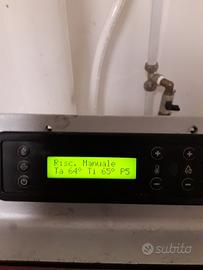 Risc. Manuale
Ta 64° Ti 65° P5
subito